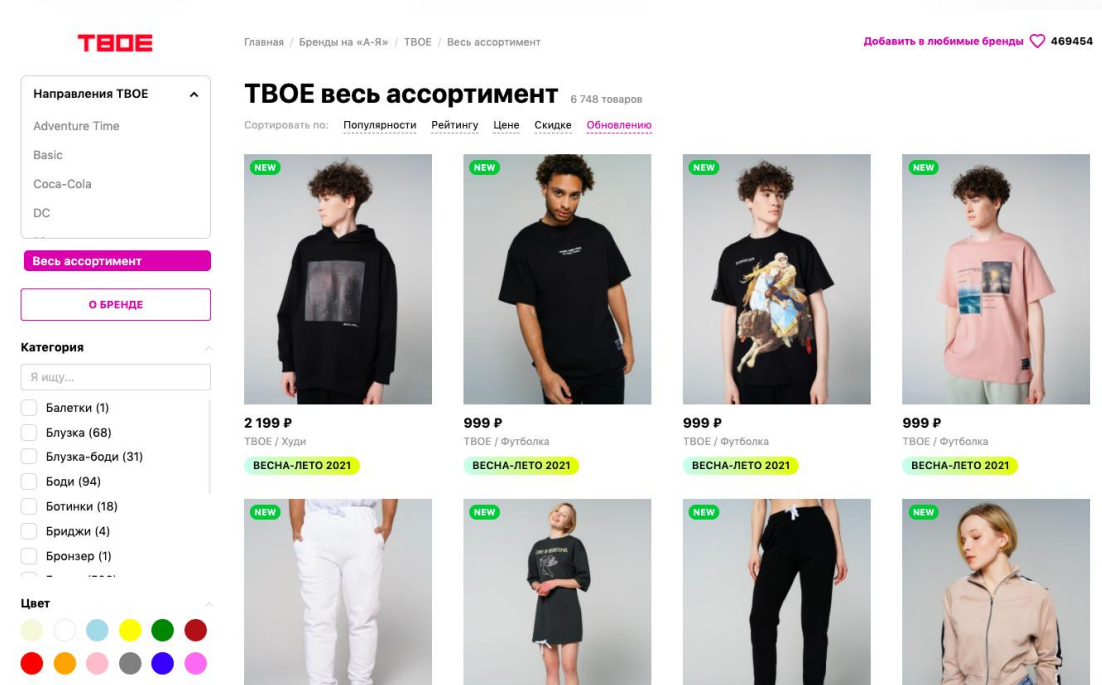 ТВОЕ
Главная / Бренды на «А-Я» / ТВОЕ / Весь ассортимент
Добавить в любимые бренды 469454
Направления ТВОЕ
Adventure Time
Basic
Coca-Cola
DC
Весь ассортимент
О БРЕНДЕ
Категория
Я ищу...
Балетки (1)
Блузка (68)
Блузка-боди (31)
Боди (94)
Ботинки (18)
Бриджи (4)
Бронзер (1)
Цвет
ТВОЕ весь ассортимент 6 748 товаров
Сортировать по: Популярности Рейтингу Цене Скидке Обновлению
NEW NEW NEW NEW
2 199 ₽ 999 ₽ 999 ₽ 999 ₽
ТВОЕ / Худи ТВОЕ / Футболка ТВОЕ / Футболка ТВОЕ / Футболка
ВЕСНА-ЛЕТО 2021 ВЕСНА-ЛЕТО 2021 ВЕСНА-ЛЕТО 2021 ВЕСНА-ЛЕТО 2021
NEW NEW NEW NEW